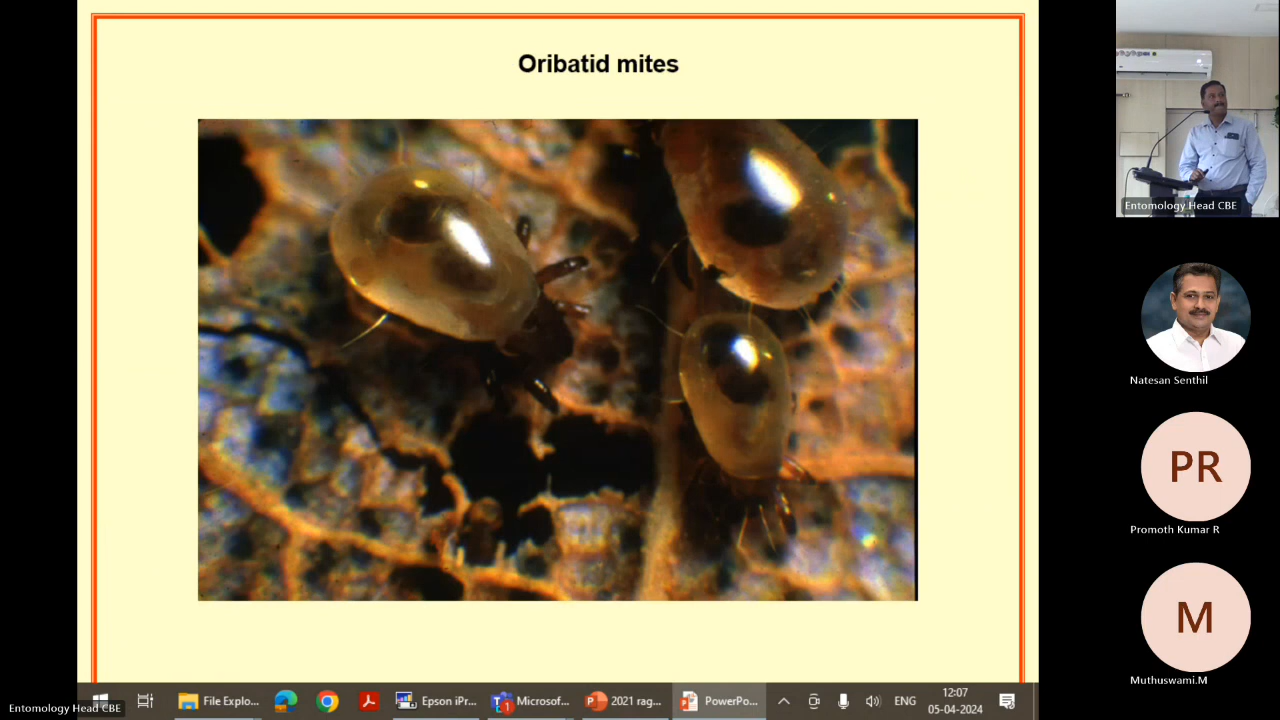 Oribatid mites
Entomology Head CBE
Natesan Senthil
PR
Promoth Kumar R
M
Muthuswami.M
Entomology Head CBE
File Explo...
Epson iPr...
1
Microsof...
2021 rag...
PowerPo...
ENG
12:07
05-04-2024